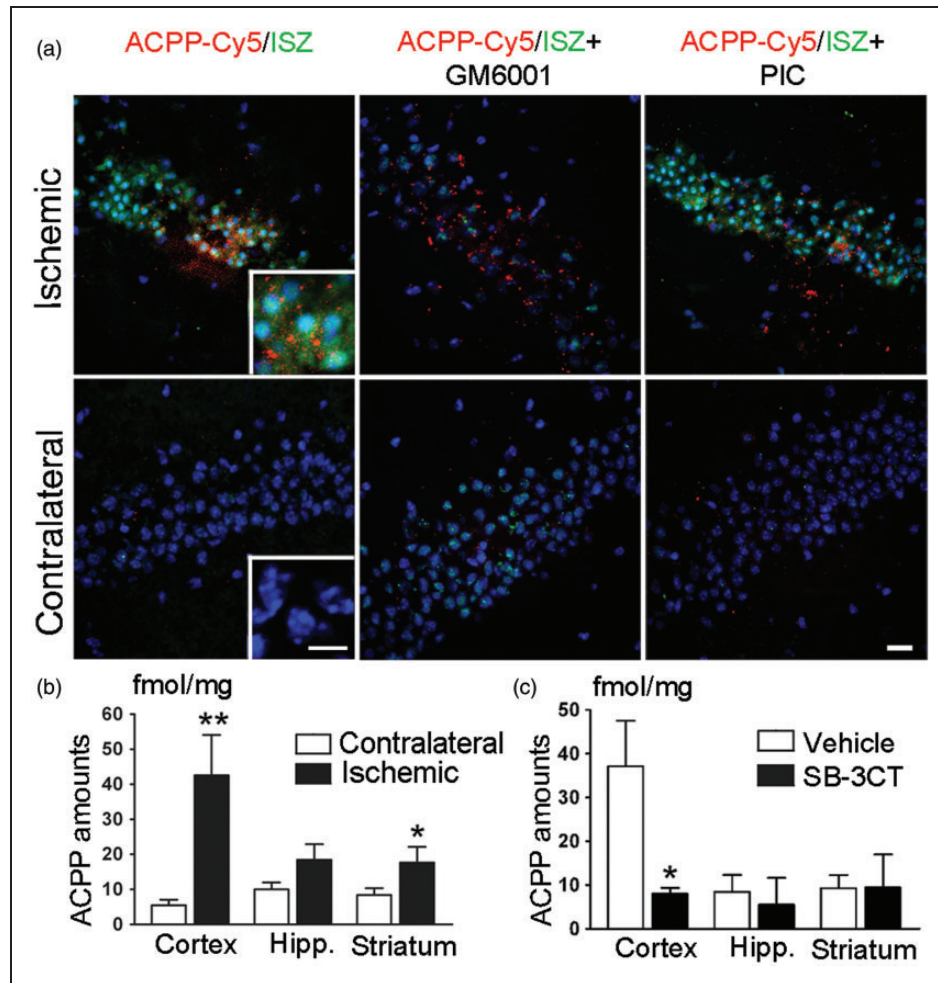 (a)
ACPP-Cy5/ISZ
ACPP-Cy5/ISZ+
GM6001
ACPP-Cy5/ISZ+
PIC
Ischemic
Contralateral
(b)
fmol/mg
ACPP amounts
60
50
40
30
20
10
0
**
*
Contralateral
Ischemic
Cortex Hipp. Striatum
(c)
fmol/mg
ACPP amounts
50
40
30
20
10
0
*
Vehicle
SB-3CT
Cortex Hipp. Striatum